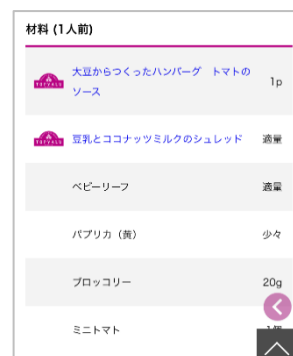 材料 (1人前)
大豆からつくったハンバーグ　トマトの
ソース
1p
TOPVALU
豆乳とココナッツミルクのシュレッド
適量
TOPVALU
ベビーリーフ
適量
パプリカ（黄）
少々
ブロッコリー
20g
ミニトマト